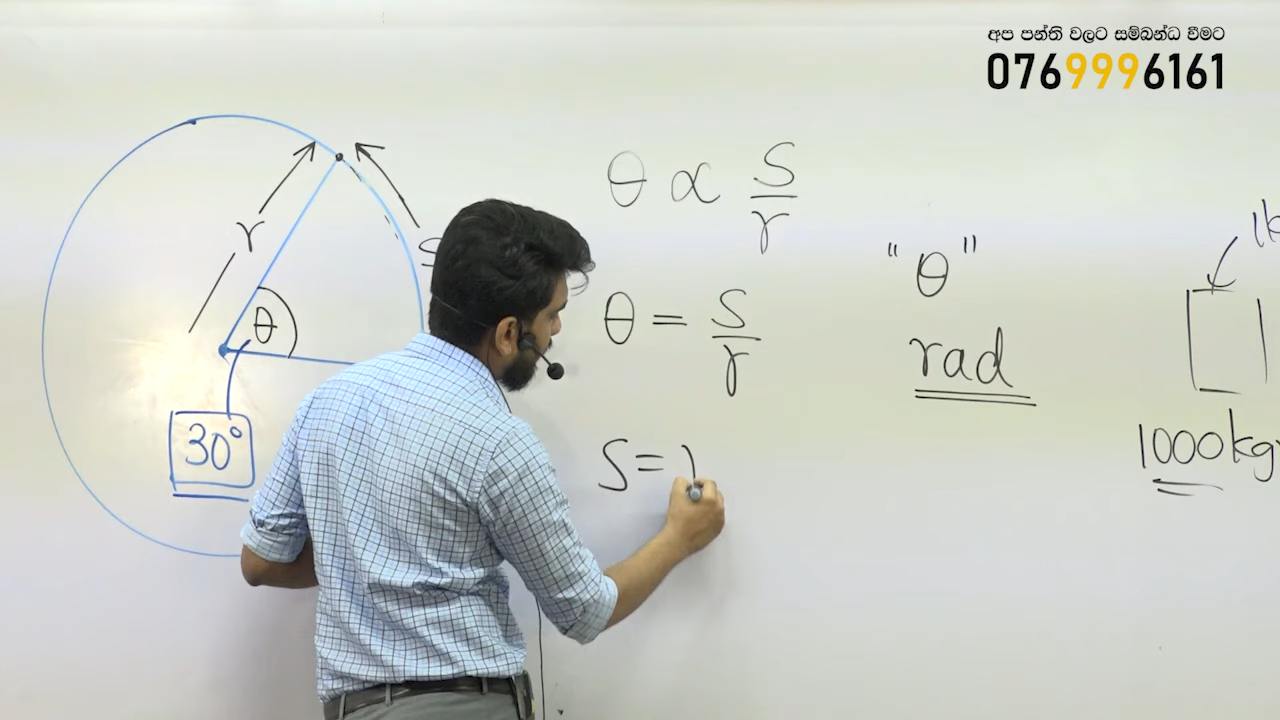 අප පන්ති වලට සම්බන්ධ වීමට
0769996161
r
S
θ
30°
θ ∝ S/r
θ = S/r
S =
"θ"
rad
1000kg